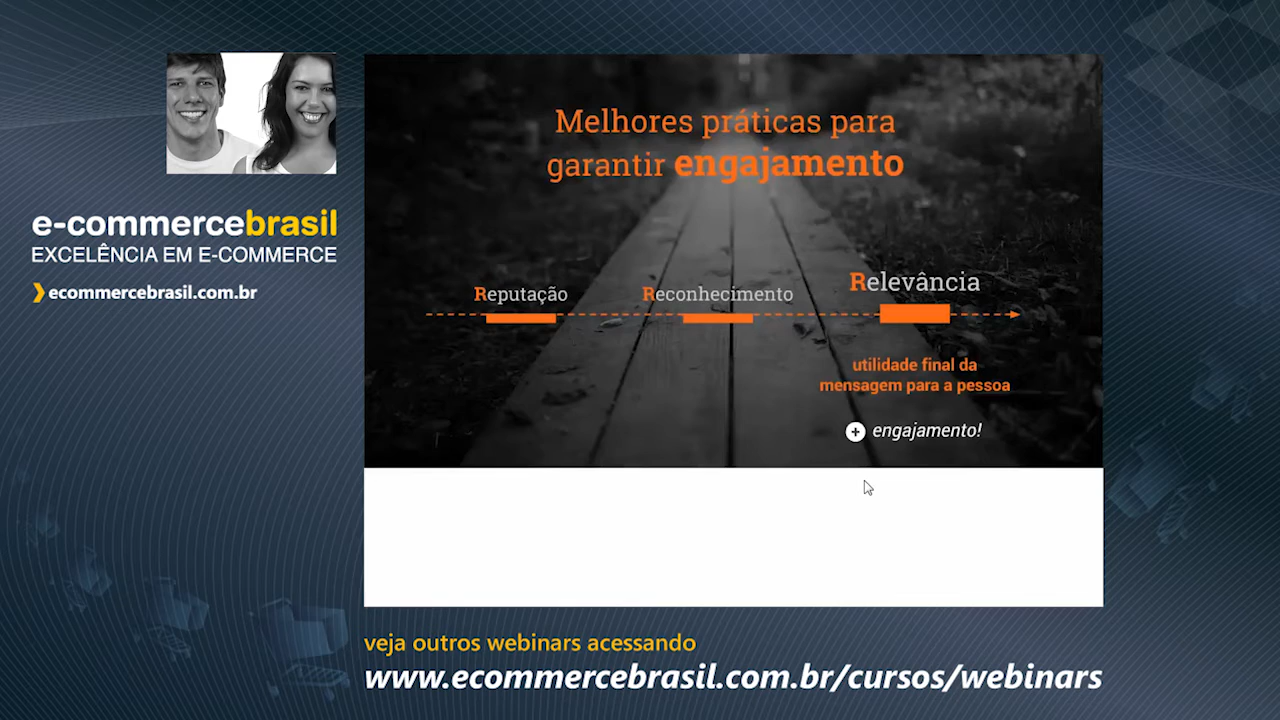 e-commercebrasil
EXCELÊNCIA EM E-COMMERCE
ecommercebrasil.com.br
Melhores práticas para
garantir engajamento
Reputação
Reconhecimento
Relevância
utilidade final da
mensagem para a pessoa
engajamento!
veja outros webinars acessando
www.ecommercebrasil.com.br/cursos/webinars